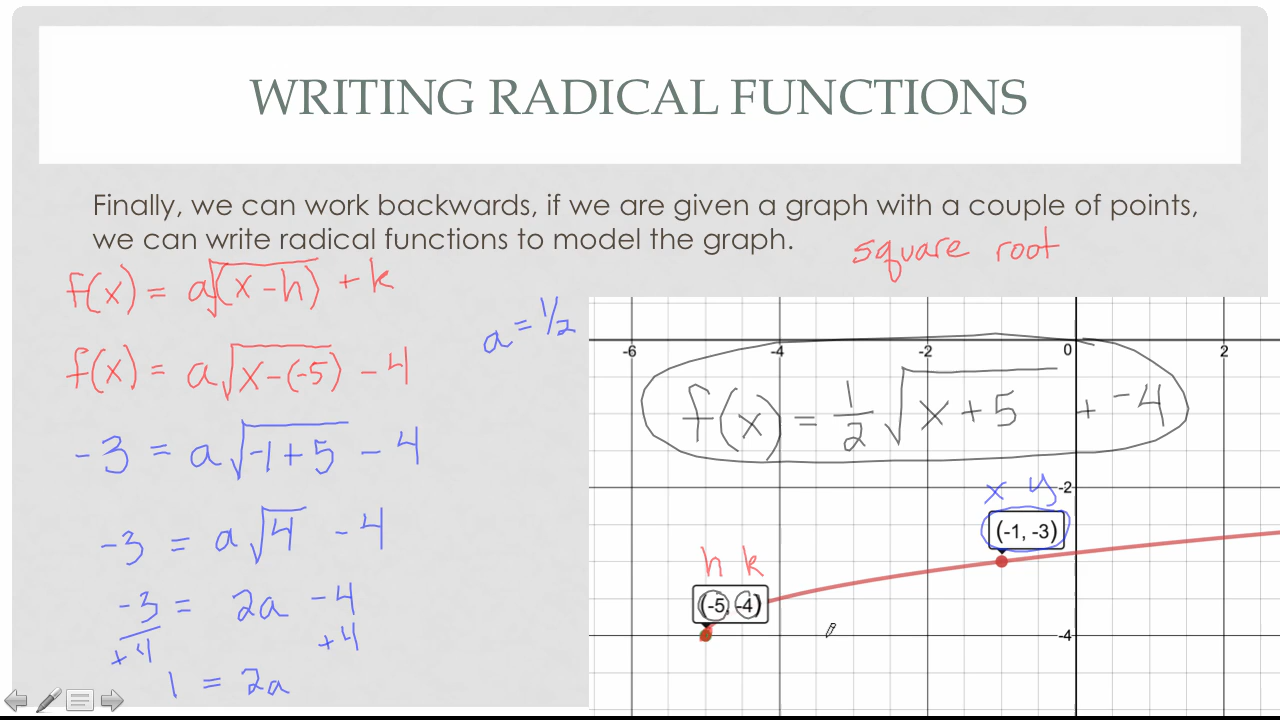 WRITING RADICAL FUNCTIONS
Finally, we can work backwards, if we are given a graph with a couple of points,
we can write radical functions to model the graph.
square root
f(x) = a√(x-h) + k
f(x) = a√x-(-5) - 4
-3 = a√-1+5 - 4
-3 = a√4 - 4
-3 = 2a - 4
+4 +4
1 = 2a
a = 1/2
-6 -4 -2 0 2
f(x) = 1/2 √x+5 + -4
-2
x y
(-1, -3)
h k
(-5, -4)
-4